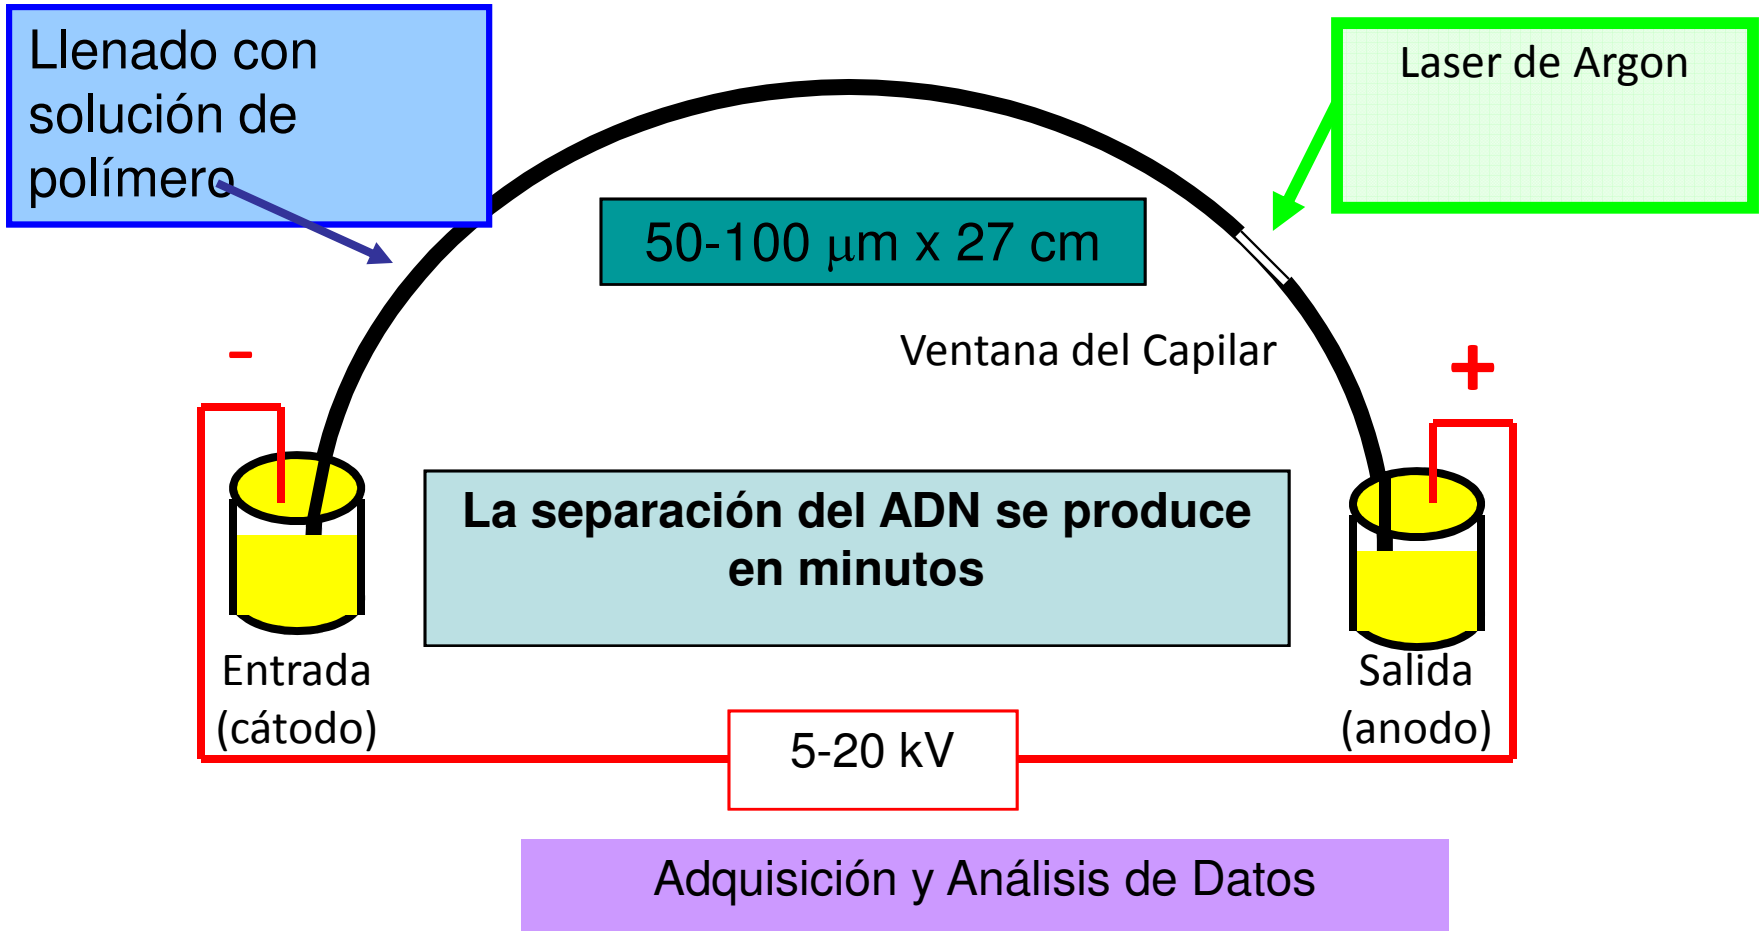 Llenado con
solución de
polímero
Laser de Argon
50-100 μm x 27 cm
Ventana del Capilar
-
+
La separación del ADN se produce
en minutos
Entrada
(cátodo)
Salida
(anodo)
5-20 kV
Adquisición y Análisis de Datos